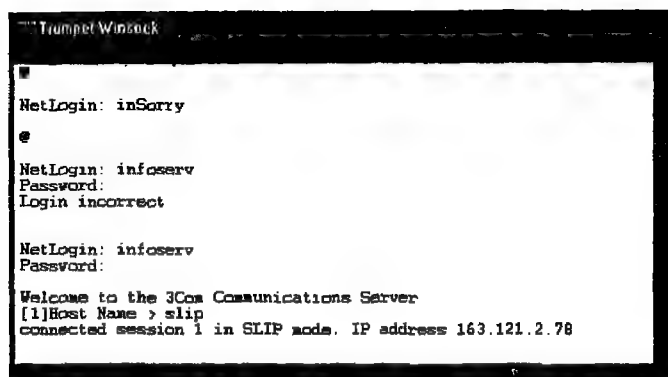 Trumpet Winsock
NetLogin: inSorry
@
NetLogin: infoserv
Password:
Login incorrect
NetLogin: infoserv
Password:
Welcome to the 3Com Communications Server
[1]Host Name > slip
connected session 1 in SLIP mode. IP address 163.121.2.78